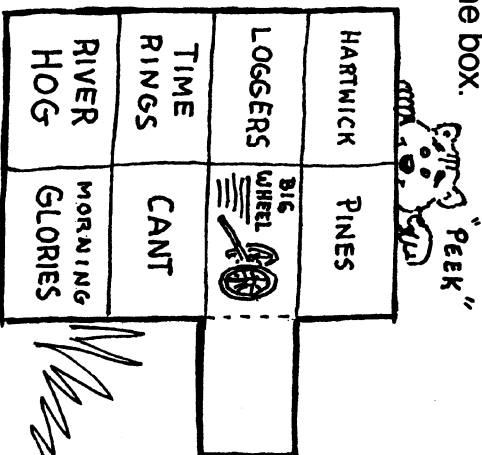 box.
"PEEK"
HARTWICK PINES
LOGGERS
BIG
WHEEL
TIME
RINGS
CANT
RIVER
HOG
MORNING
GLORIES